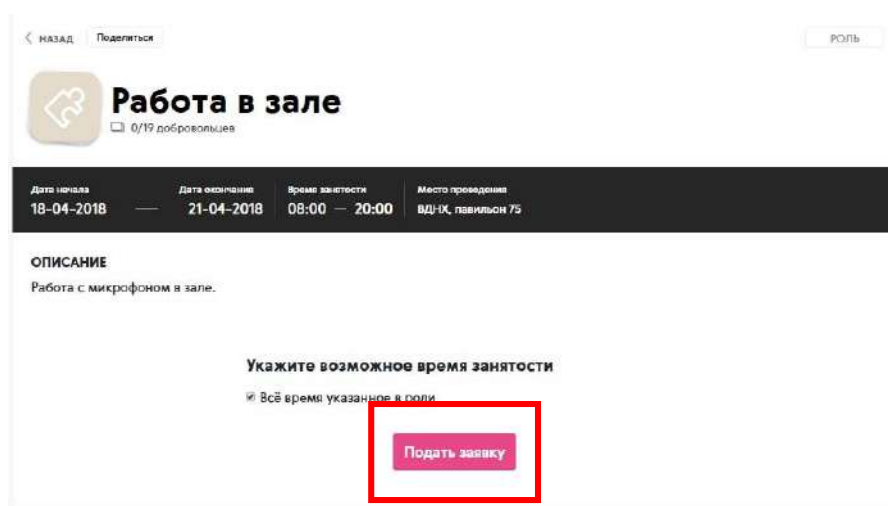 НАЗАД Поделиться РОЛЬ
Работа в зале
0/19 добровольцев
Дата начала Дата окончания Время занятости Место проведения
18-04-2018 — 21-04-2018 08:00 — 20:00 ВДНХ, павильон 75
ОПИСАНИЕ
Работа с микрофоном в зале.
Укажите возможное время занятости
Всё время указанное в роли
Подать заявку